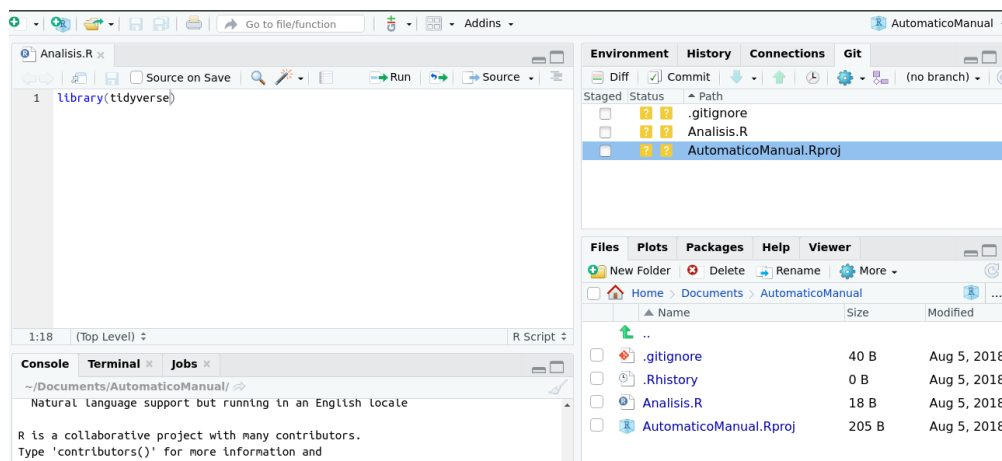 Go to file/function
Addins
AutomaticoManual
Analisis.R
Source on Save
Run
Source
1 library(tidyverse)
1:18 (Top Level) R Script
Console Terminal Jobs
~/Documents/AutomaticoManual/
Natural language support but running in an English locale
R is a collaborative project with many contributors.
Type 'contributors()' for more information and
Environment History Connections Git
Diff Commit (no branch)
Staged Status Path
? ? .gitignore
? ? Analisis.R
? ? AutomaticoManual.Rproj
Files Plots Packages Help Viewer
New Folder Delete Rename More
Home > Documents > AutomaticoManual ...
Name Size Modified
..
.gitignore 40 B Aug 5, 2018
.Rhistory 0 B Aug 5, 2018
Analisis.R 18 B Aug 5, 2018
AutomaticoManual.Rproj 205 B Aug 5, 2018